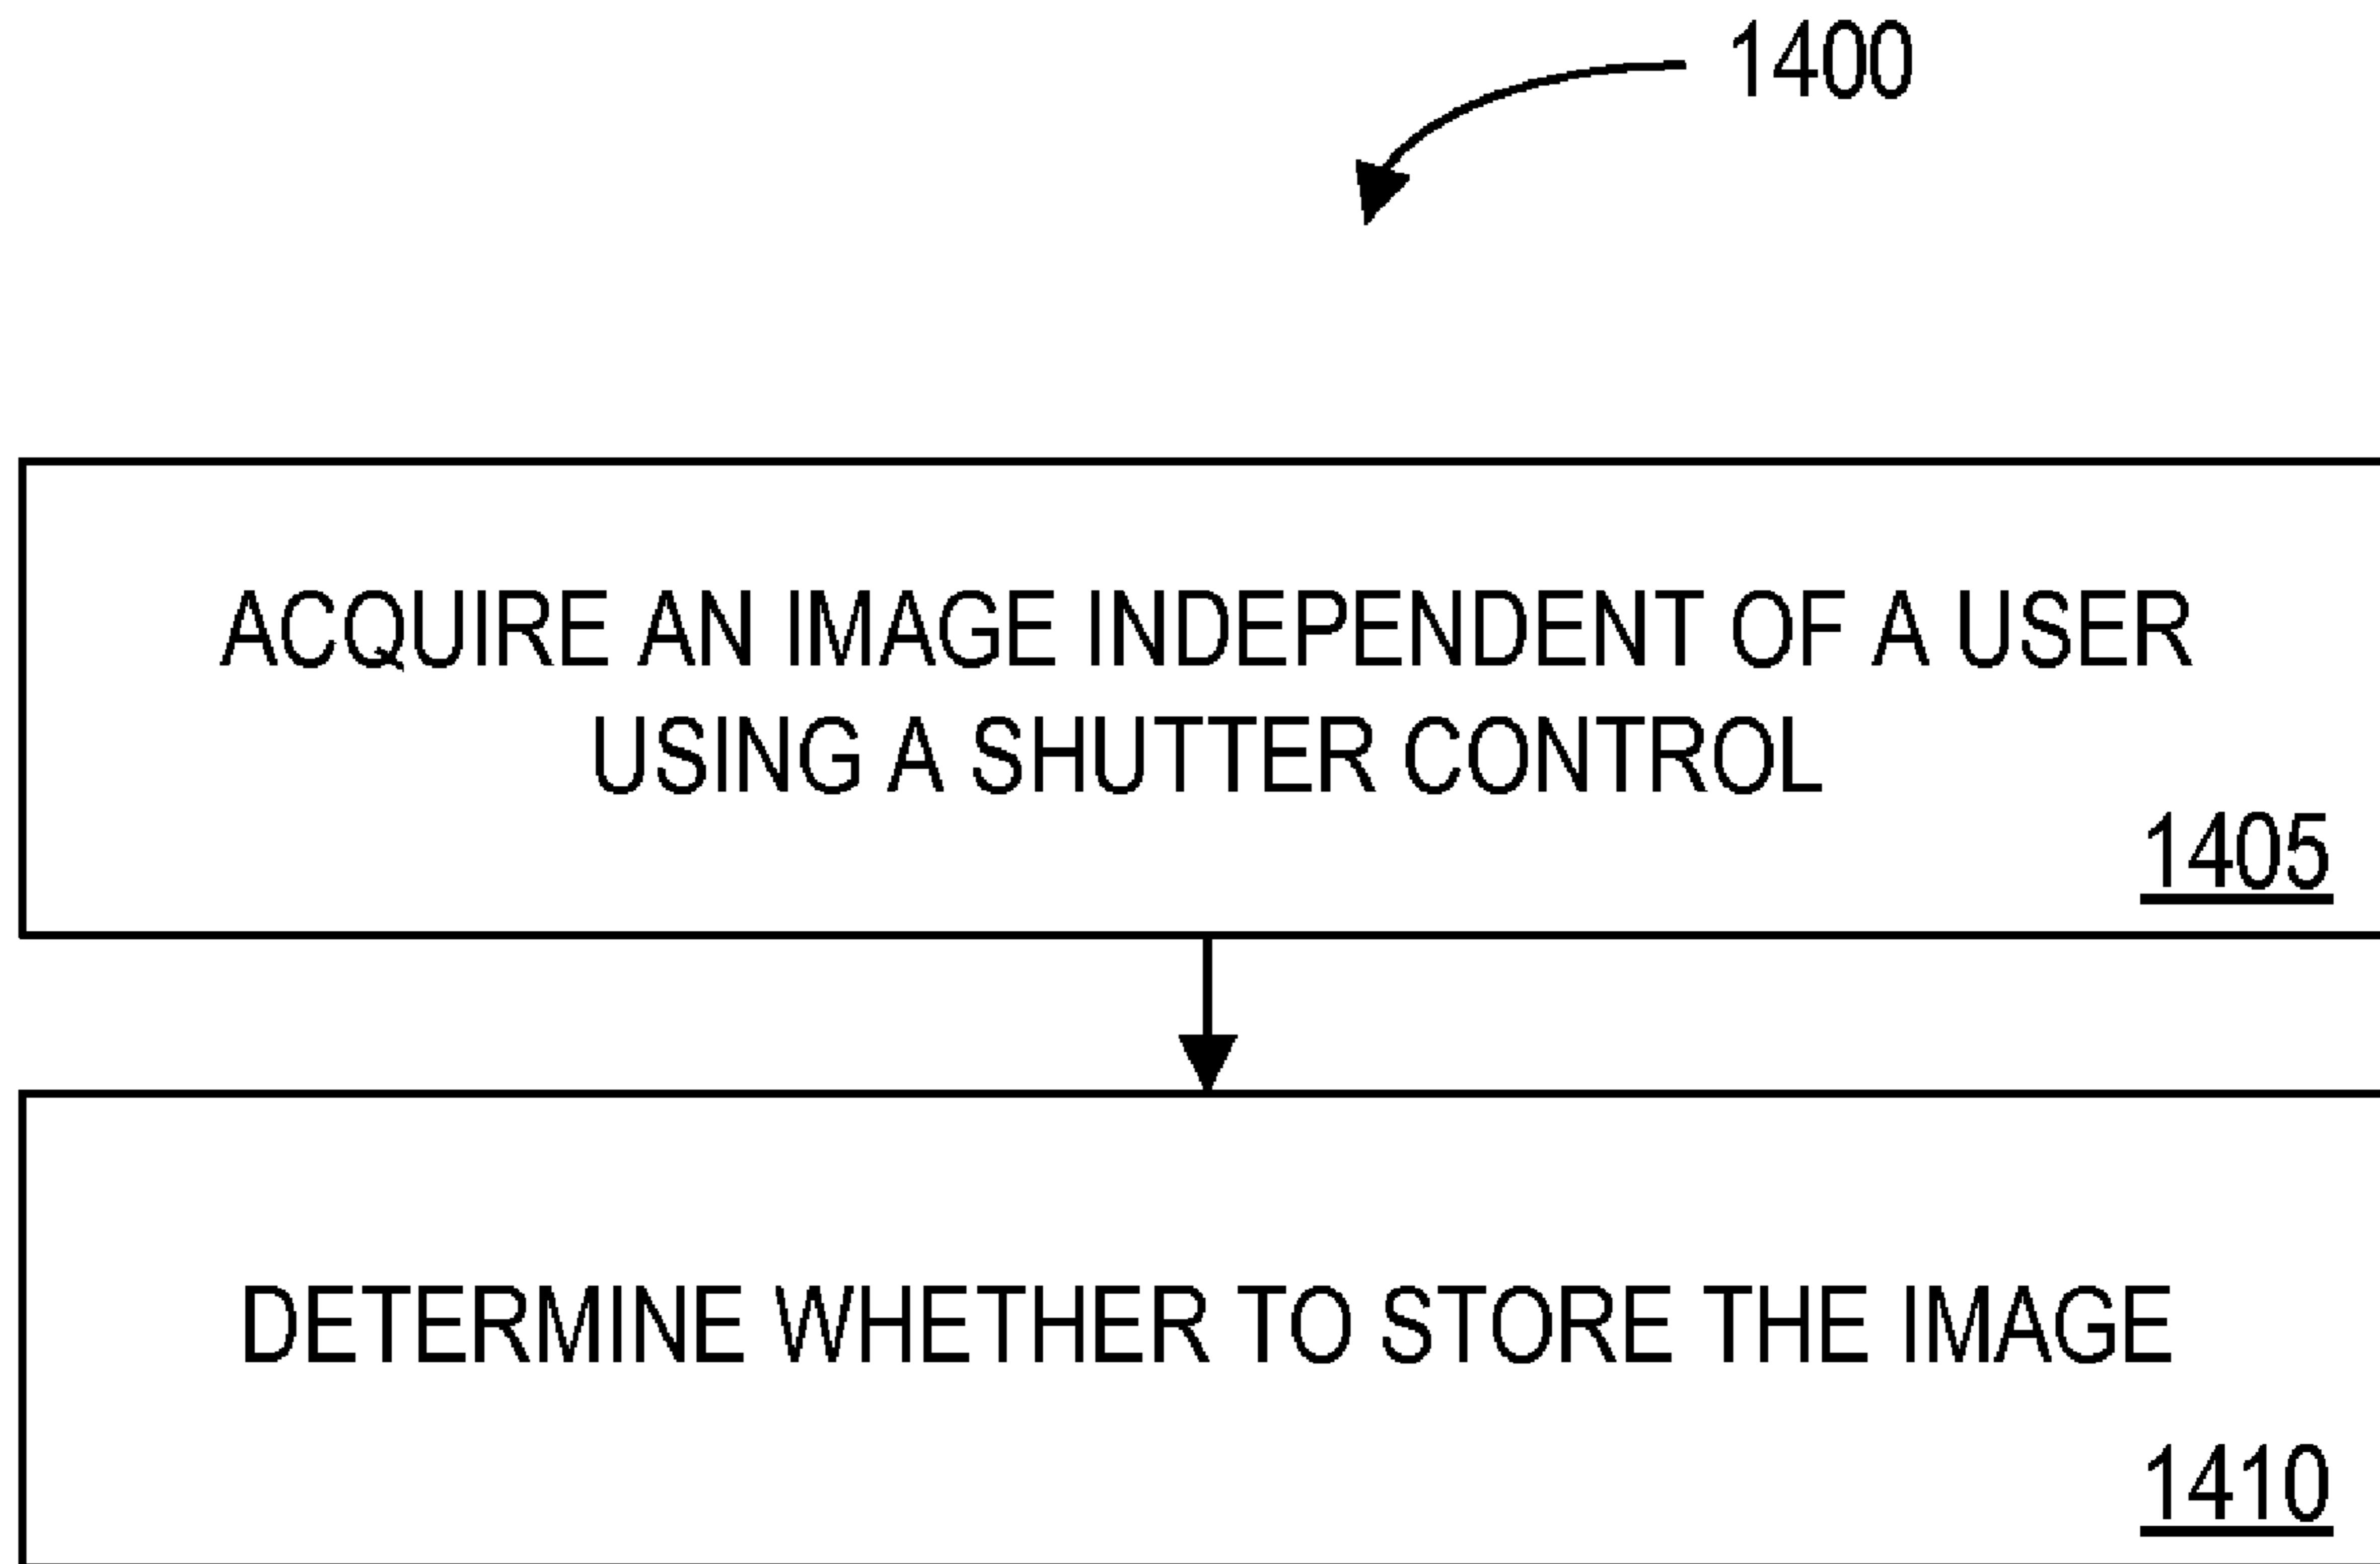 1400
ACQUIRE AN IMAGE INDEPENDENT OF A USER
USING A SHUTTER CONTROL
1405
DETERMINE WHETHER TO STORE THE IMAGE
1410